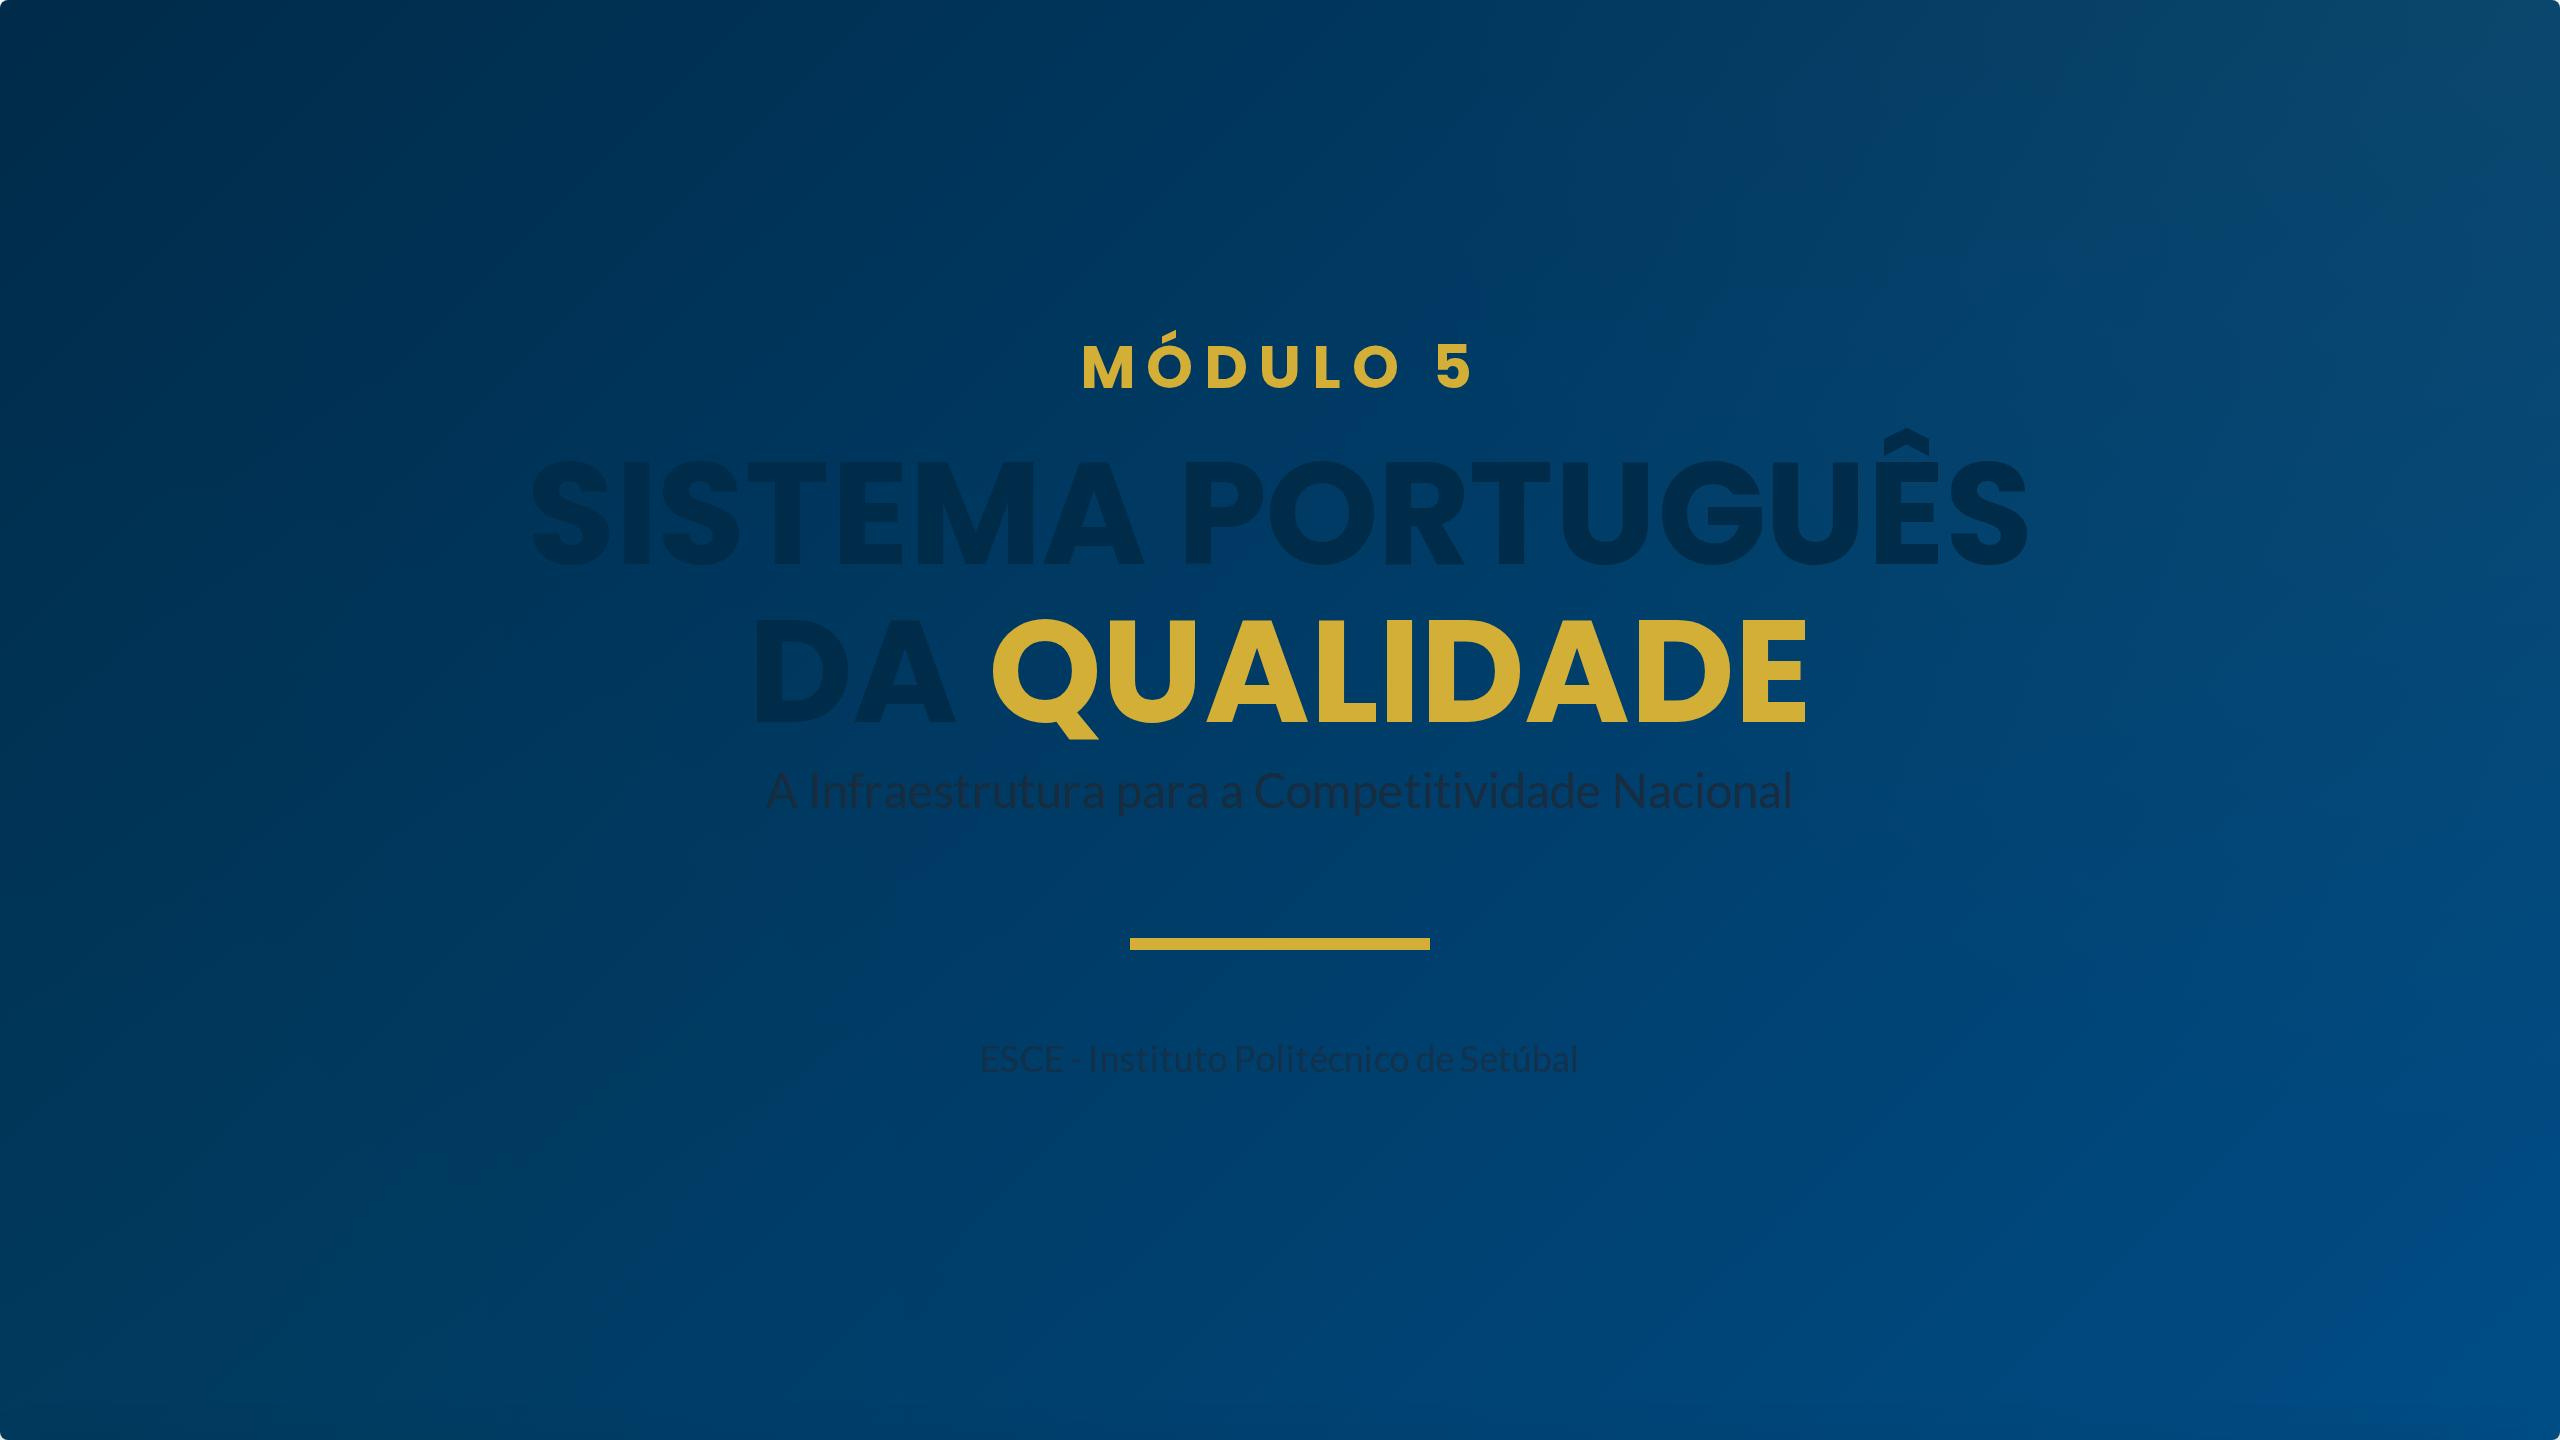 MÓDULO 5
SISTEMA PORTUGUÊS
DA QUALIDADE
A Infraestrutura para a Competitividade Nacional
ESCE - Instituto Politécnico de Setúbal